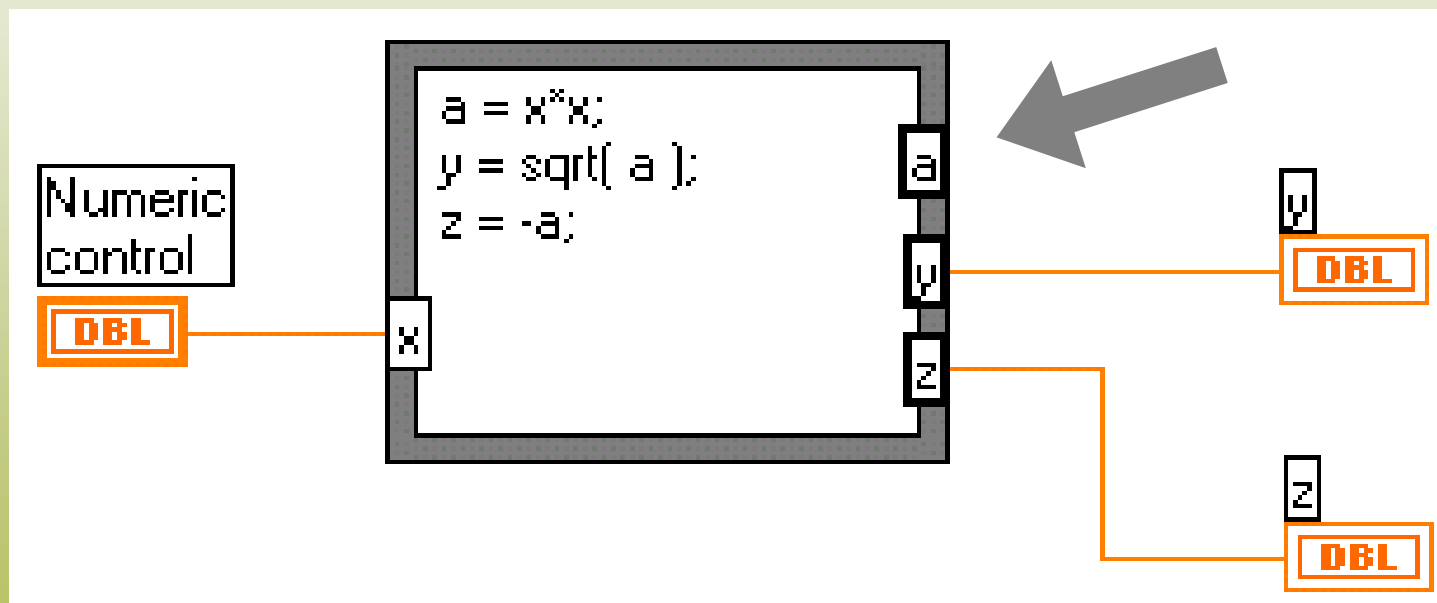 a = x*x;
y = sqrt( a );
z = -a;
a
Numeric
control
y
y
DBL
DBL
x
z
z
DBL